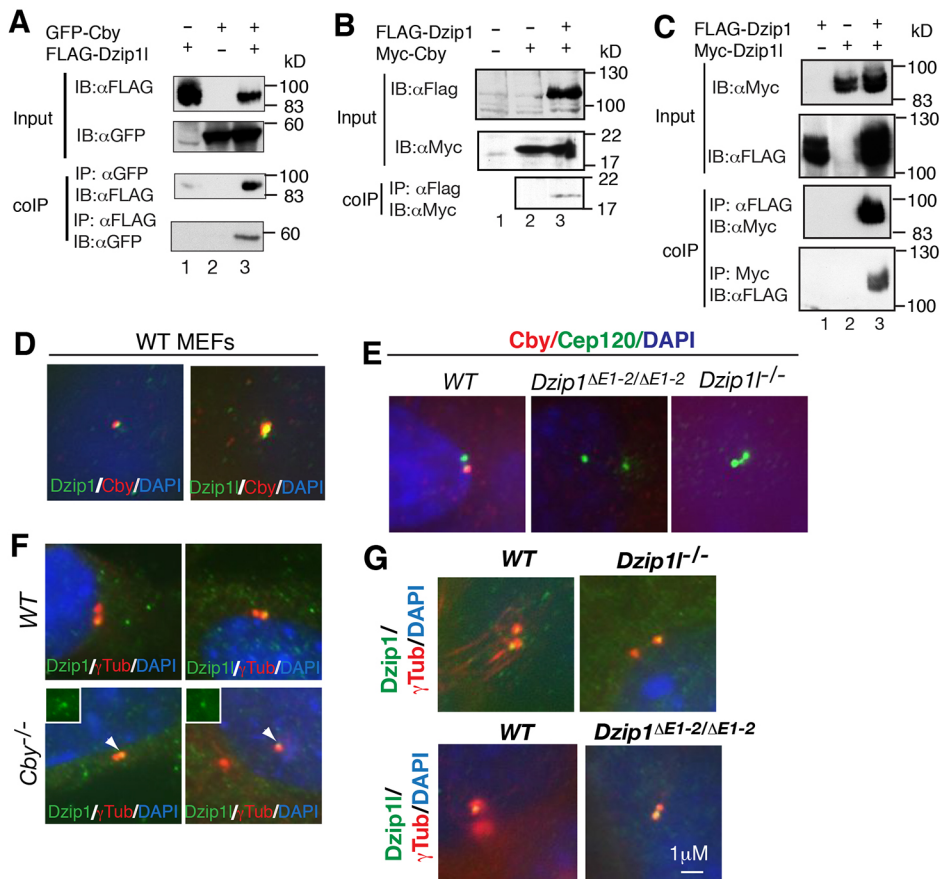 A
GFP-Cby - + +
FLAG-Dzip1l + - +
kD
Input
IB:αFLAG
100
83
IB:αGFP
60
coIP
IP: αGFP
IB:αFLAG
100
83
IP: αFLAG
IB:αGFP
60
1 2 3
B
FLAG-Dzip1 - - +
Myc-Cby - + +
kD
Input
IB:αFlag
130
100
IB:αMyc
22
17
coIP
IP: αFlag
IB:αMyc
22
17
1 2 3
C
FLAG-Dzip1 + - +
Myc-Dzip1l - + +
kD
Input
IB:αMyc
100
83
IB:αFLAG
130
100
coIP
IP: αFLAG
IB:αMyc
100
83
IP: Myc
IB:αFLAG
130
100
1 2 3
D
WT MEFs
Dzip1/Cby/DAPI
Dzip1l/Cby/DAPI
E
Cby/Cep120/DAPI
WT
Dzip1ΔE1-2/ΔE1-2
Dzip1l-/-
F
WT
Dzip1/γTub/DAPI
Dzip1l/γTub/DAPI
Cby-/-
Dzip1/γTub/DAPI
Dzip1l/γTub/DAPI
G
WT
Dzip1l-/-
Dzip1/
γTub/DAPI
WT
Dzip1ΔE1-2/ΔE1-2
Dzip1l/
γTub/DAPI
1μM